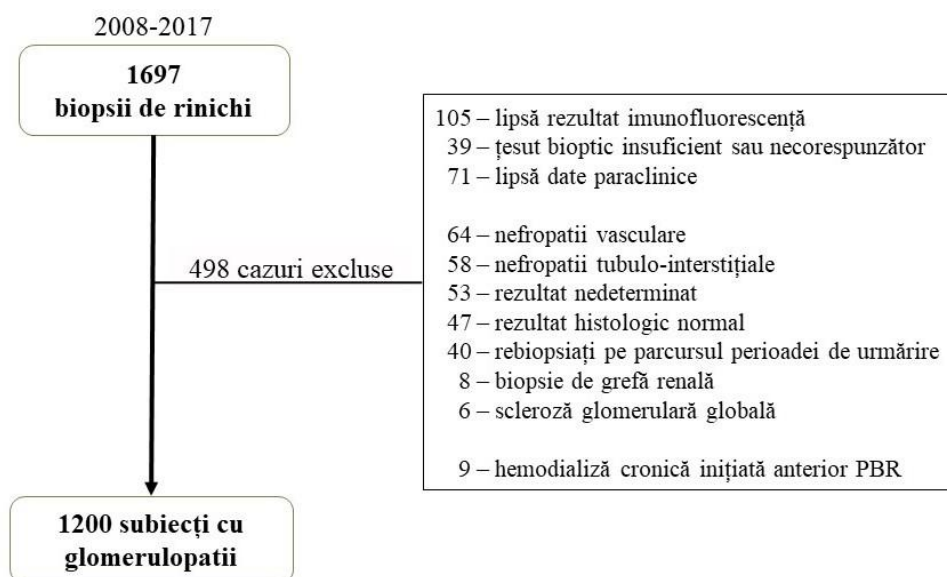 2008-2017
1697
biopsii de rinichi
498 cazuri excluse
105 – lipsă rezultat imunofluorescență
39 – țesut bioptic insuficient sau necorespunzător
71 – lipsă date paraclinice
64 – nefropatii vasculare
58 – nefropatii tubulo-interstițiale
53 – rezultat nedeterminat
47 – rezultat histologic normal
40 – rebiopsiați pe parcursul perioadei de urmărire
8 – biopsie de grefă renală
6 – scleroză glomerulară globală
9 – hemodializă cronică inițiată anterior PBR
1200 subiecți cu
glomerulopatii